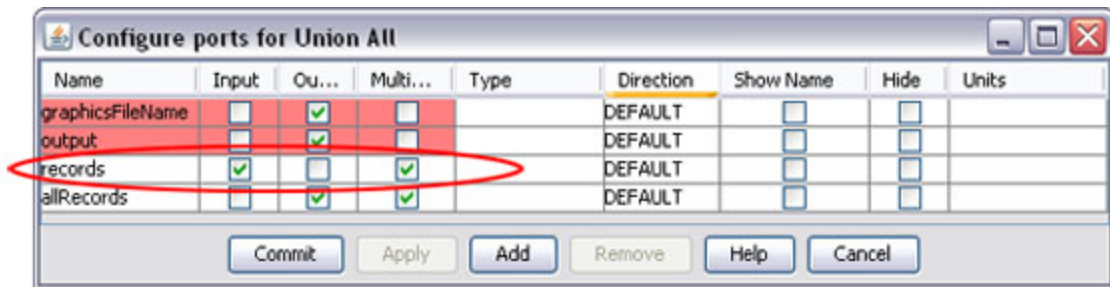 Configure ports for Union All
Name Input Ou... Multi... Type Direction Show Name Hide Units
graphicsFileName DEFAULT
output DEFAULT
records DEFAULT
allRecords DEFAULT
Commit Apply Add Remove Help Cancel